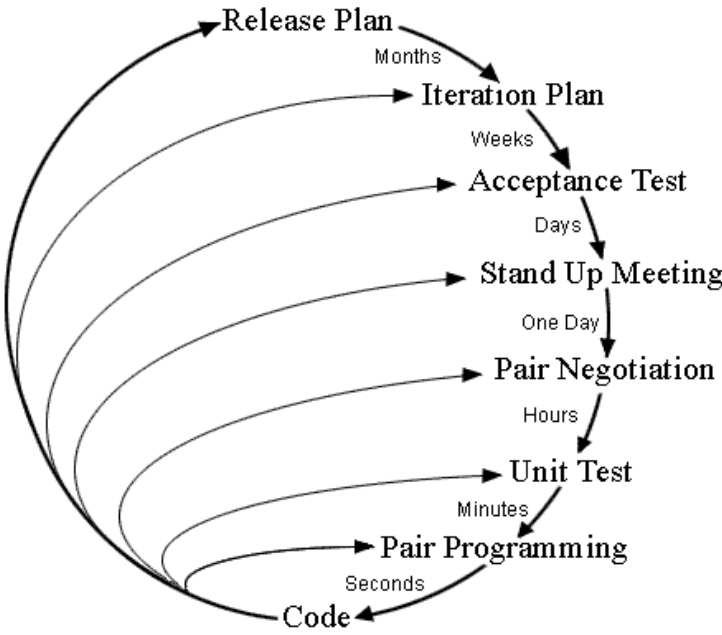 Release Plan
Months
Iteration Plan
Weeks
Acceptance Test
Days
Stand Up Meeting
One Day
Pair Negotiation
Hours
Unit Test
Minutes
Pair Programming
Seconds
Code